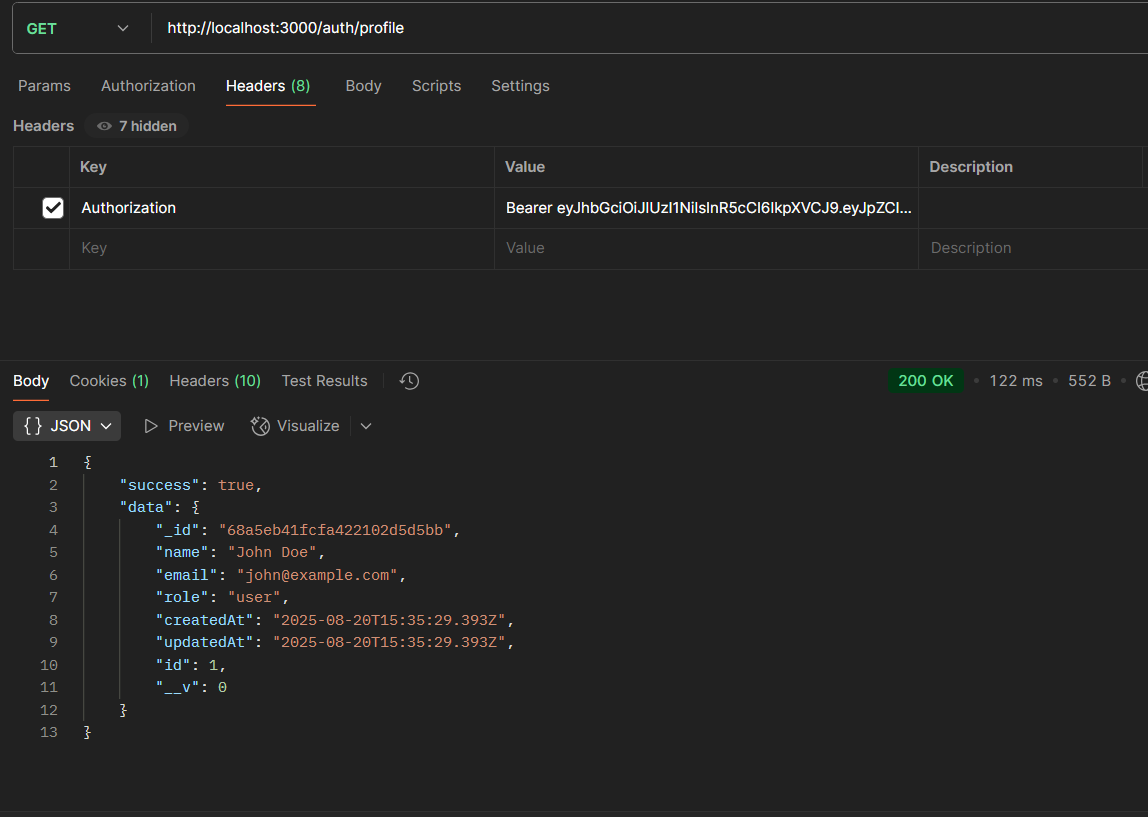 GET http://localhost:3000/auth/profile
Params Authorization Headers (8) Body Scripts Settings
Headers 7 hidden
Key Value Description
Authorization Bearer eyJhbGciOiJIUzI1NiIsInR5cCI6IkpXVCJ9.eyJpZCI...
Key Value Description
Body Cookies (1) Headers (10) Test Results 200 OK • 122 ms • 552 B •
{} JSON Preview Visualize
1 {
2 "success": true,
3 "data": {
4 "_id": "68a5eb41fcfa422102d5d5bb",
5 "name": "John Doe",
6 "email": "john@example.com",
7 "role": "user",
8 "createdAt": "2025-08-20T15:35:29.393Z",
9 "updatedAt": "2025-08-20T15:35:29.393Z",
10 "id": 1,
11 "__v": 0
12 }
13 }